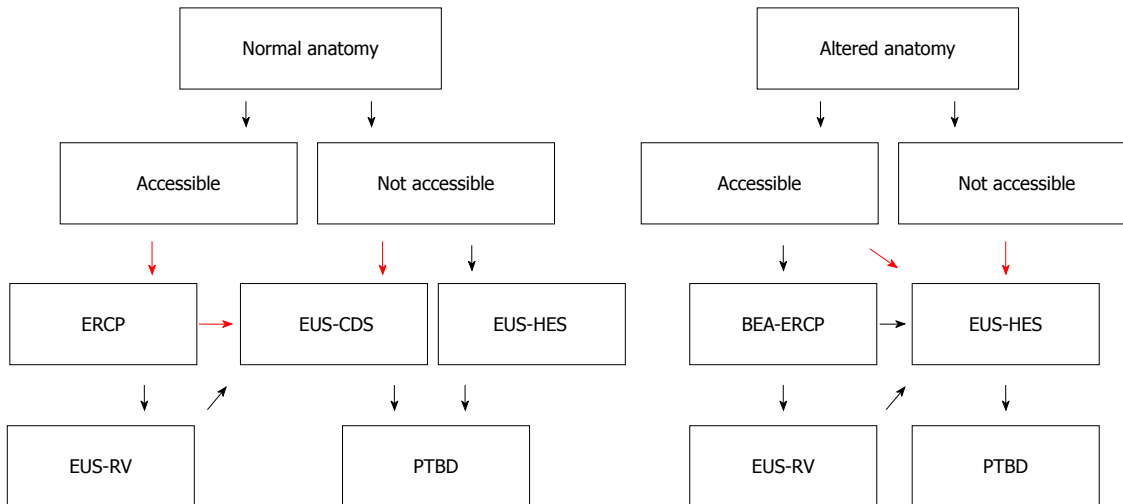 Normal anatomy
Altered anatomy
Accessible
Not accessible
Accessible
Not accessible
ERCP
EUS-CDS
EUS-HES
BEA-ERCP
EUS-HES
EUS-RV
PTBD
EUS-RV
PTBD